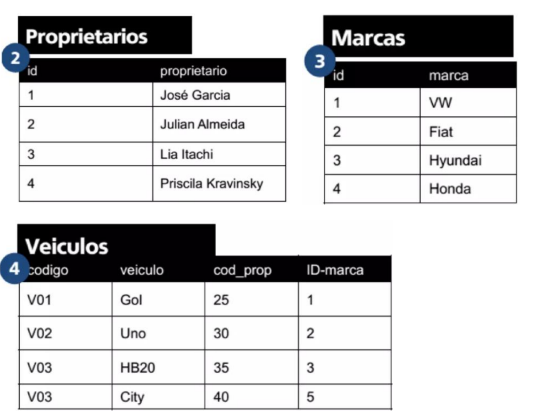 Proprietarios
2
id proprietario
1 José Garcia
2 Julian Almeida
3 Lia Itachi
4 Priscila Kravinsky
Marcas
3
id marca
1 VW
2 Fiat
3 Hyundai
4 Honda
Veiculos
4
codigo veiculo cod_prop ID-marca
V01 Gol 25 1
V02 Uno 30 2
V03 HB20 35 3
V03 City 40 5